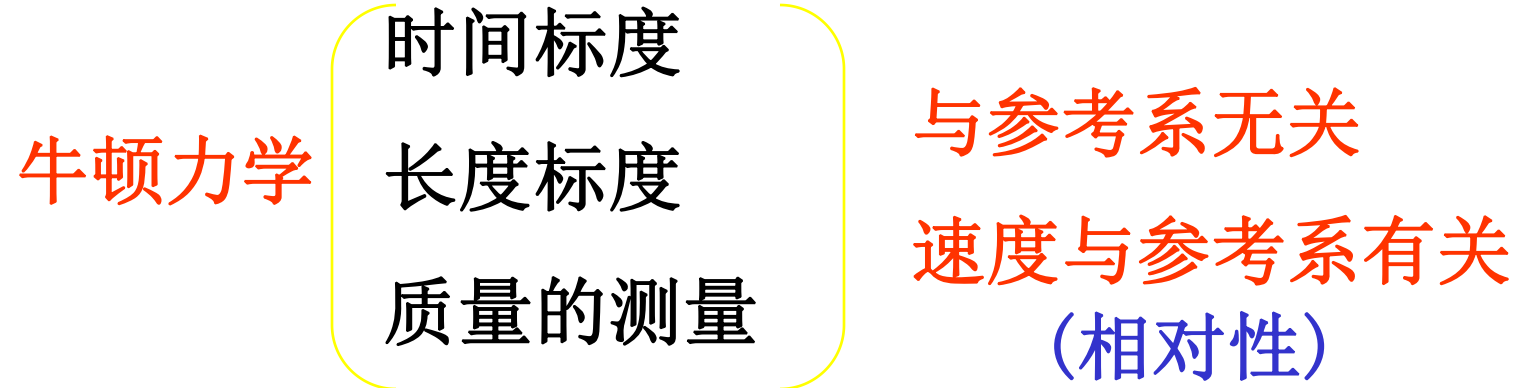 牛顿力学
时间标度
长度标度
质量的测量
与参考系无关
速度与参考系有关
(相对性)